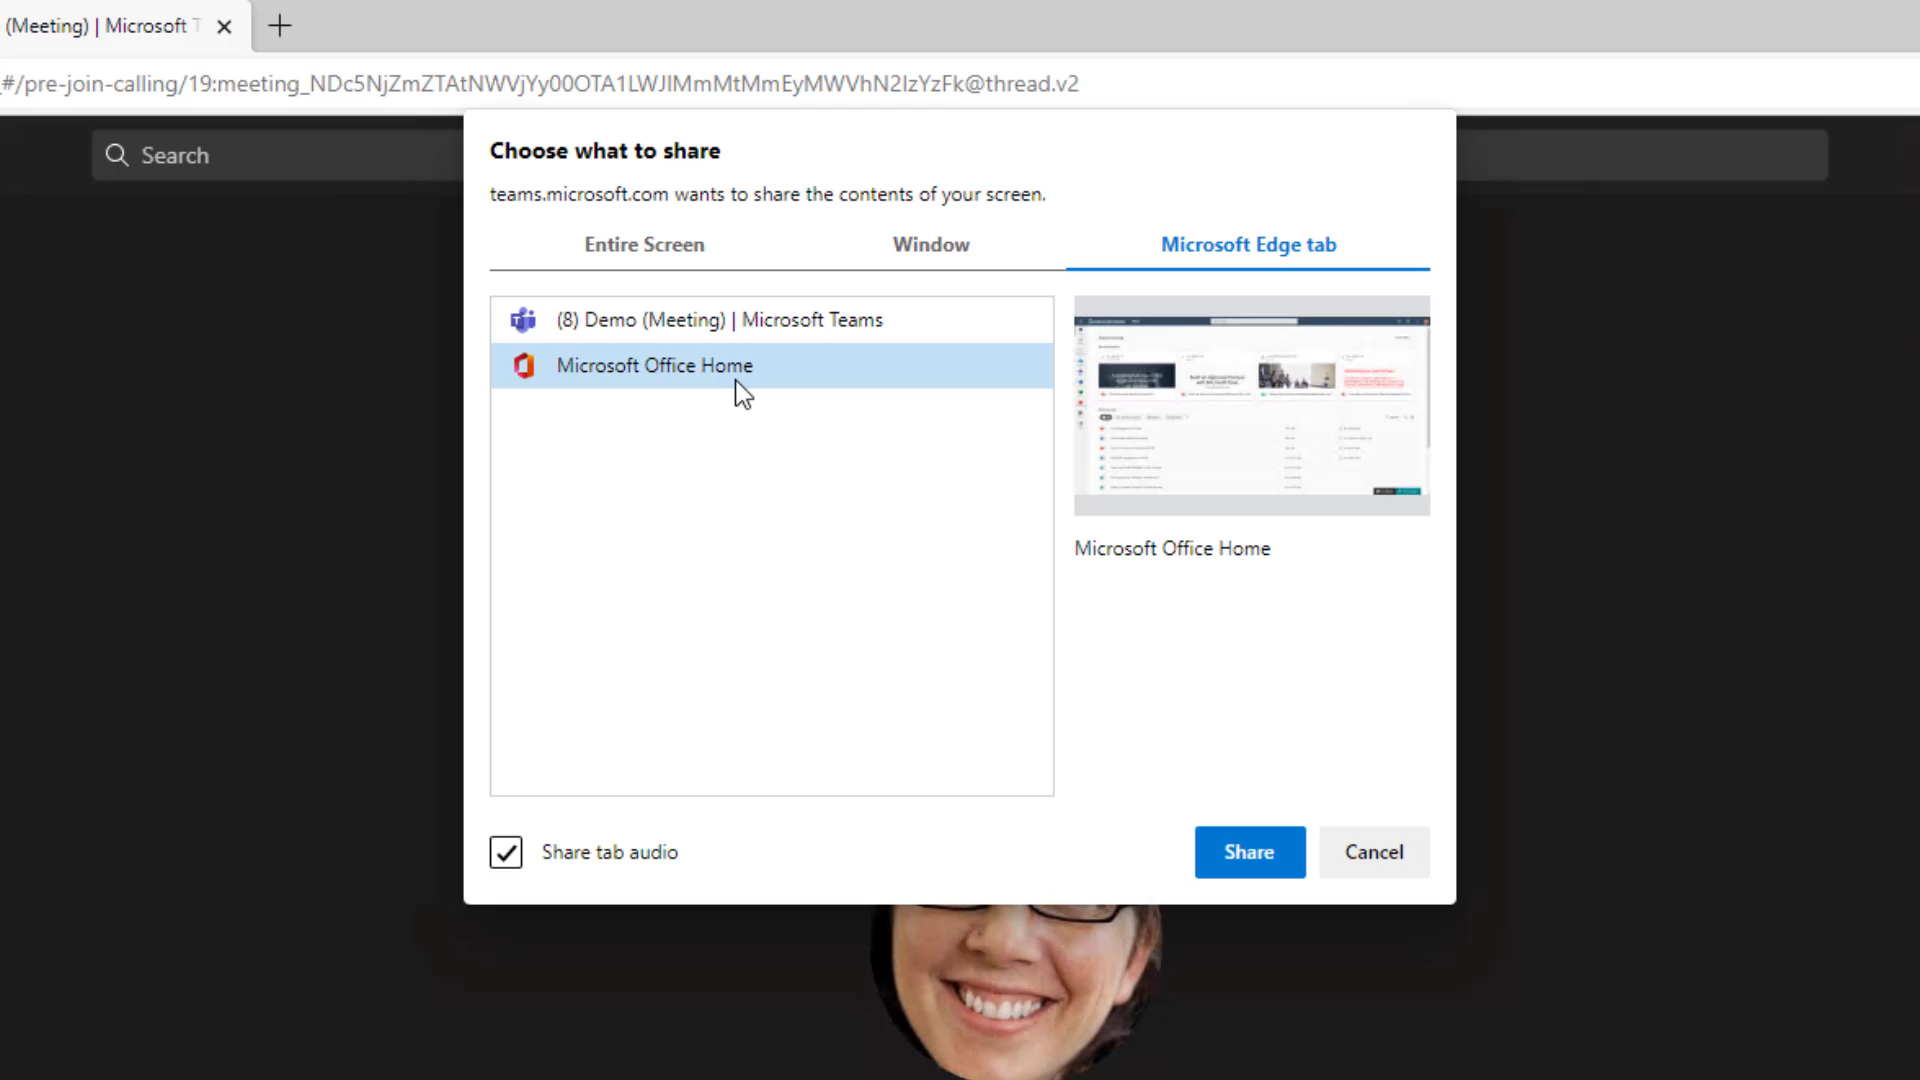 (Meeting) | Microsoft T
#/pre-join-calling/19:meeting_NDc5NjZmZTAtNWVjYy00OTA1LWJlMmMtMmEyMWVhN2IzYzFk@thread.v2
Search
Choose what to share
teams.microsoft.com wants to share the contents of your screen.
Entire Screen
Window
Microsoft Edge tab
(8) Demo (Meeting) | Microsoft Teams
Microsoft Office Home
Microsoft Office Home
Share tab audio
Share
Cancel